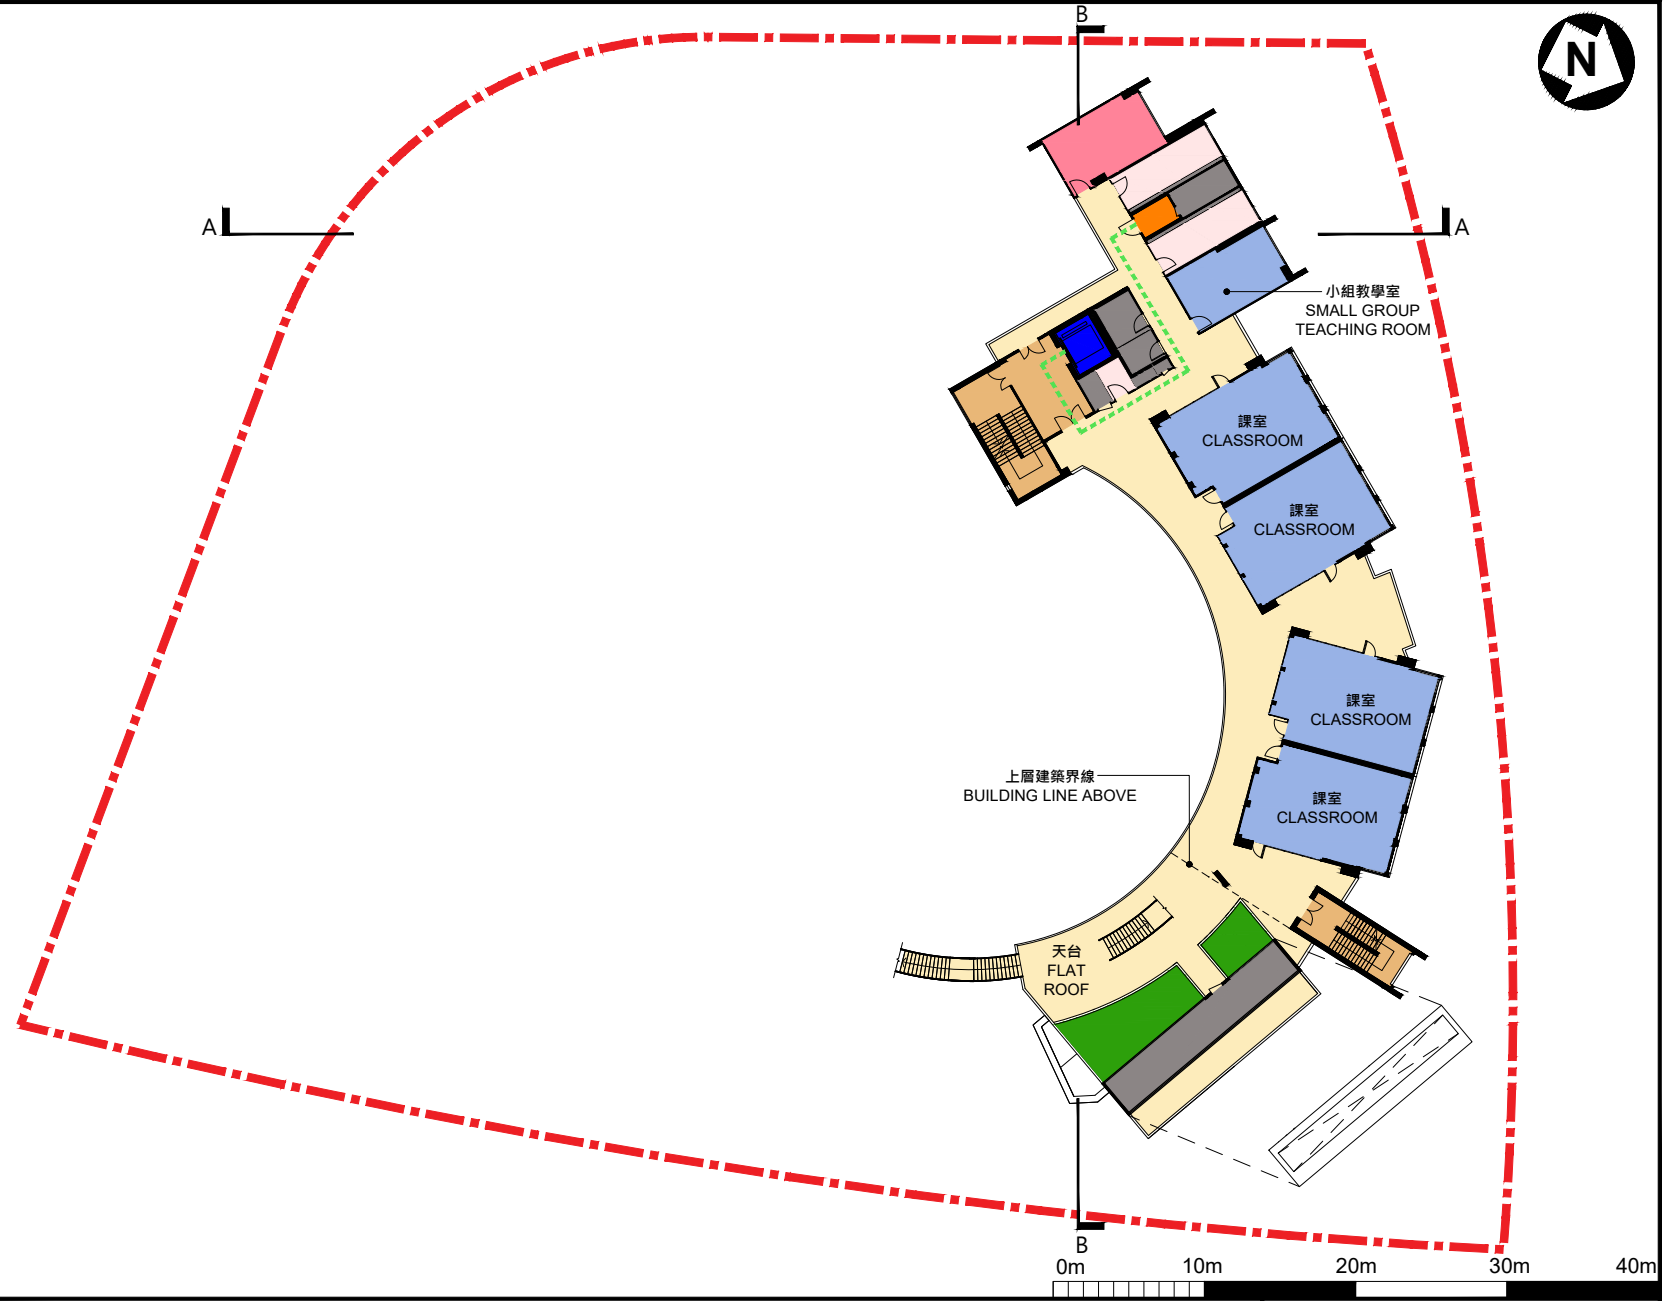 B
N
A
A
小組教學室
SMALL GROUP
TEACHING ROOM
課室
CLASSROOM
課室
CLASSROOM
課室
CLASSROOM
上層建築界線
BUILDING LINE ABOVE
課室
CLASSROOM
天台
FLAT
ROOF
B
0m 10m 20m 30m 40m